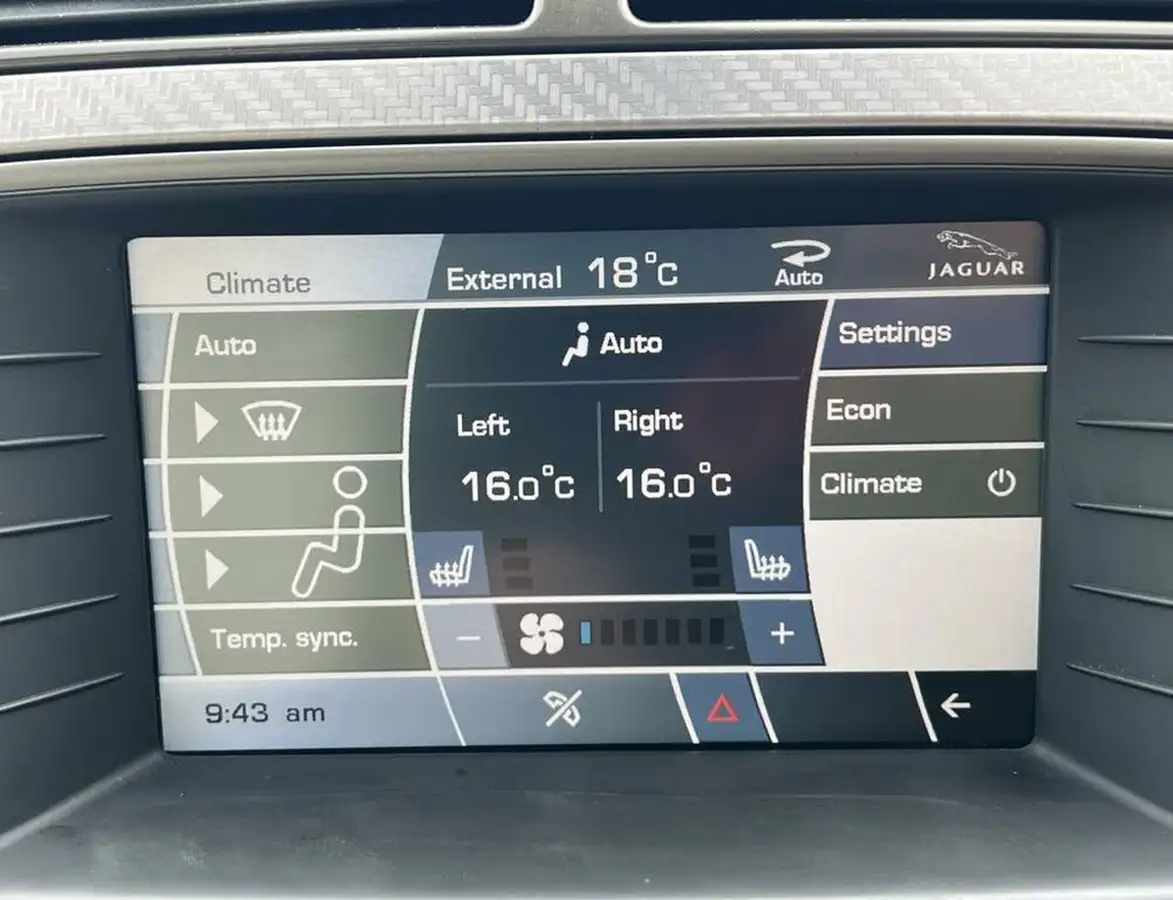 Climate
External 18°C
Auto
JAGUAR
Auto
Auto
Settings
Left
Right
Econ
16.0°C
16.0°C
Climate
Temp. sync.
− +
9:43 am